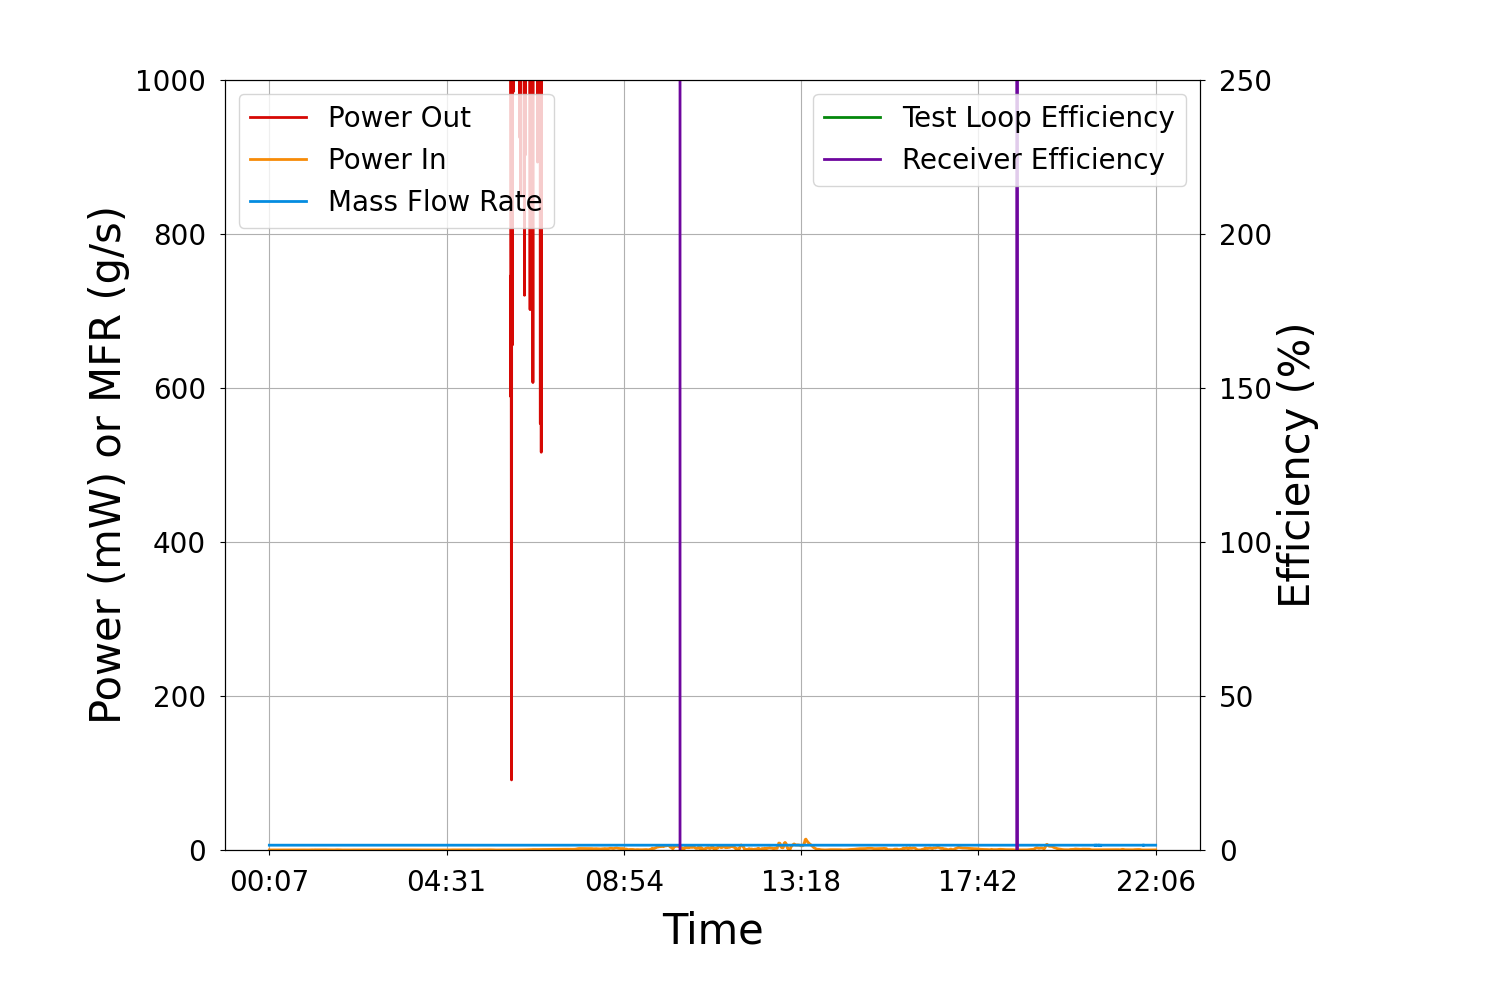 1000
800
600
400
200
0
Power (mW) or MFR (g/s)
Power Out
Power In
Mass Flow Rate
Test Loop Efficiency
Receiver Efficiency
250
200
150
100
50
0
Efficiency (%)
00:07 04:31 08:54 13:18 17:42 22:06
Time